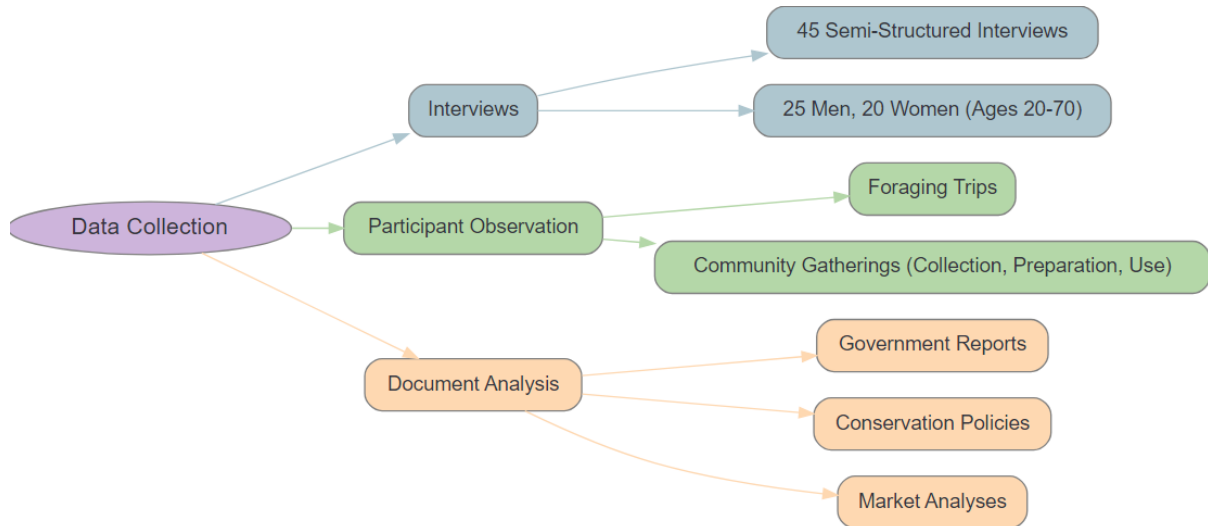 45 Semi-Structured Interviews
Interviews
25 Men, 20 Women (Ages 20-70)
Foraging Trips
Data Collection
Participant Observation
Community Gatherings (Collection, Preparation, Use)
Government Reports
Document Analysis
Conservation Policies
Market Analyses